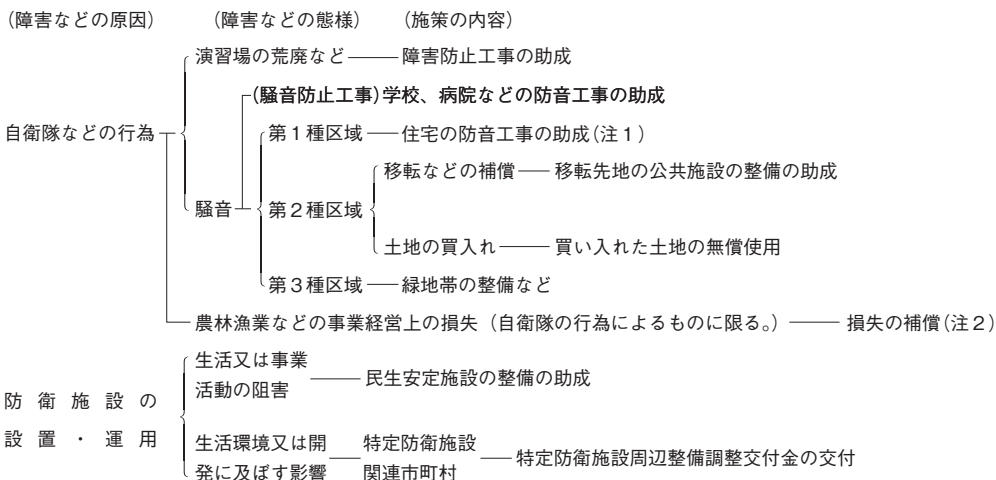 （障害などの原因）　（障害などの態様）　（施策の内容）
演習場の荒廃など　障害防止工事の助成
（騒音防止工事）学校、病院などの防音工事の助成
自衛隊などの行為
第１種区域　住宅の防音工事の助成（注１）
移転などの補償　移転先地の公共施設の整備の助成
騒音　第２種区域
土地の買入れ　買い入れた土地の無償使用
第３種区域　緑地帯の整備など
農林漁業などの事業経営上の損失（自衛隊の行為によるものに限る。）　損失の補償（注２）
生活又は事業
活動の阻害　民生安定施設の整備の助成
防衛施設の
設置・運用
生活環境又は開　特定防衛施設
発に及ぼす影響　関連市町村　特定防衛施設周辺整備調整交付金の交付